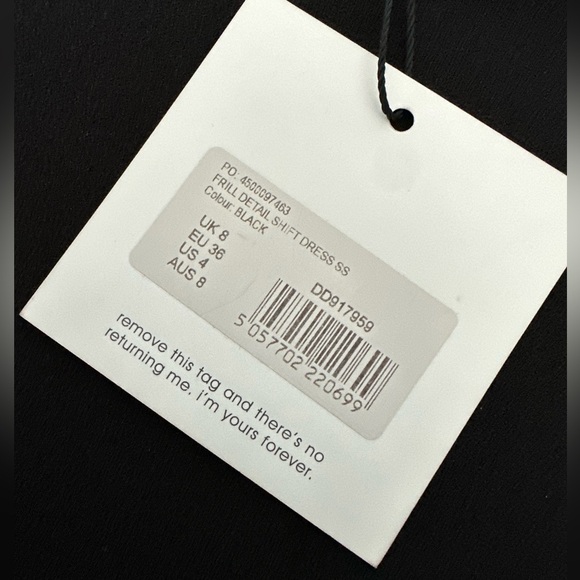 PO. 4500097463
FRILL DETAIL SHIFT DRESS SS
Colour: BLACK
UK 8
EU 36
US 4
AUS 8
DD917959
5 057702 220699
remove this tag and there's no
returning me. i'm yours forever.